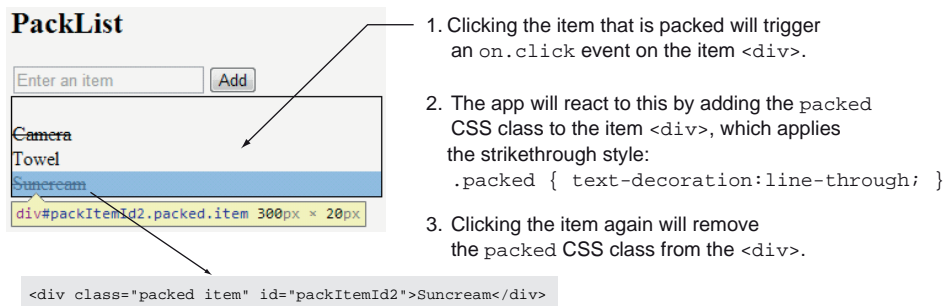 PackList
Enter an item
Add
Camera
Towel
Suncream
div#packItemId2.packed.item 300px × 20px
<div class="packed item" id="packItemId2">Suncream</div>
1. Clicking the item that is packed will trigger
an on.click event on the item <div>.
2. The app will react to this by adding the packed
CSS class to the item <div>, which applies
the strikethrough style:
.packed { text-decoration:line-through; }
3. Clicking the item again will remove
the packed CSS class from the <div>.